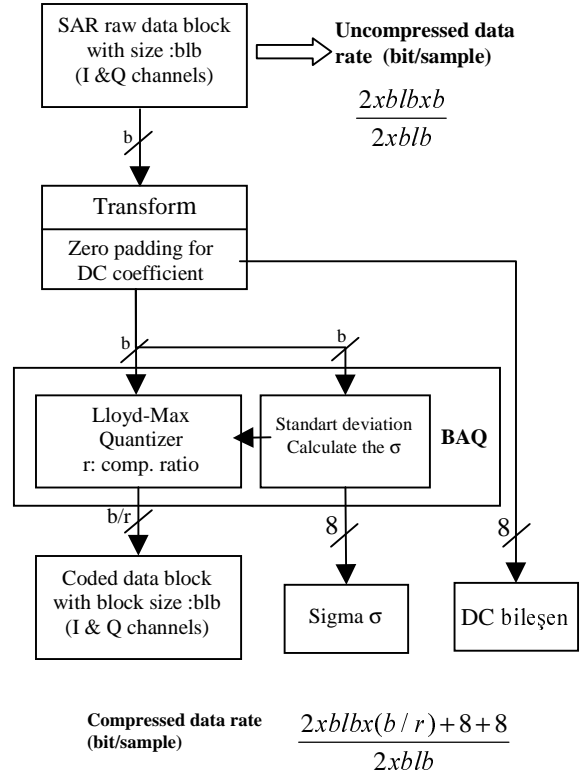 SAR raw data block
with size :blb
(I &Q channels)
Uncompressed data
rate (bit/sample)
2xblbxb
2xblb
b
Transform
Zero padding for
DC coefficient
b
b
Lloyd-Max
Quantizer
r: comp. ratio
Standart deviation
Calculate the σ
BAQ
b/r
8
8
Coded data block
with block size :blb
(I & Q channels)
Sigma σ
DC bileşen
Compressed data rate
(bit/sample)
2xblbx(b / r) + 8 + 8
2xblb